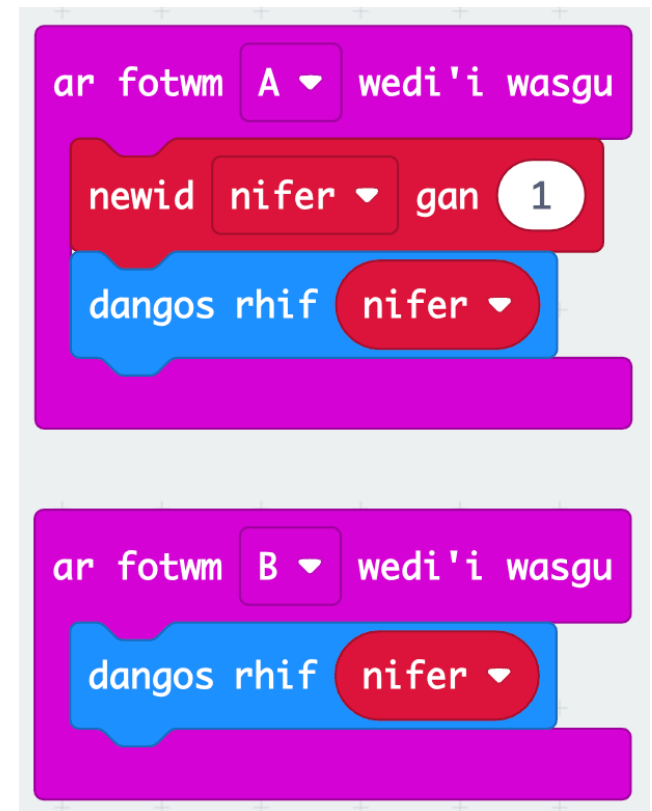 ar fotwm A wedi'i wasgu
newid nifer gan 1
dangos rhif nifer
ar fotwm B wedi'i wasgu
dangos rhif nifer